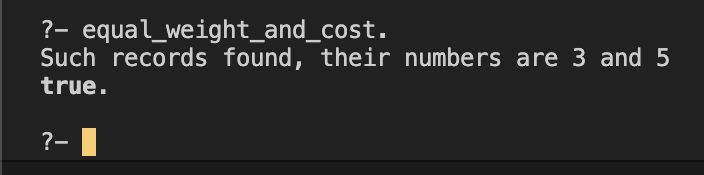 ?- equal_weight_and_cost.
Such records found, their numbers are 3 and 5
true.
?-